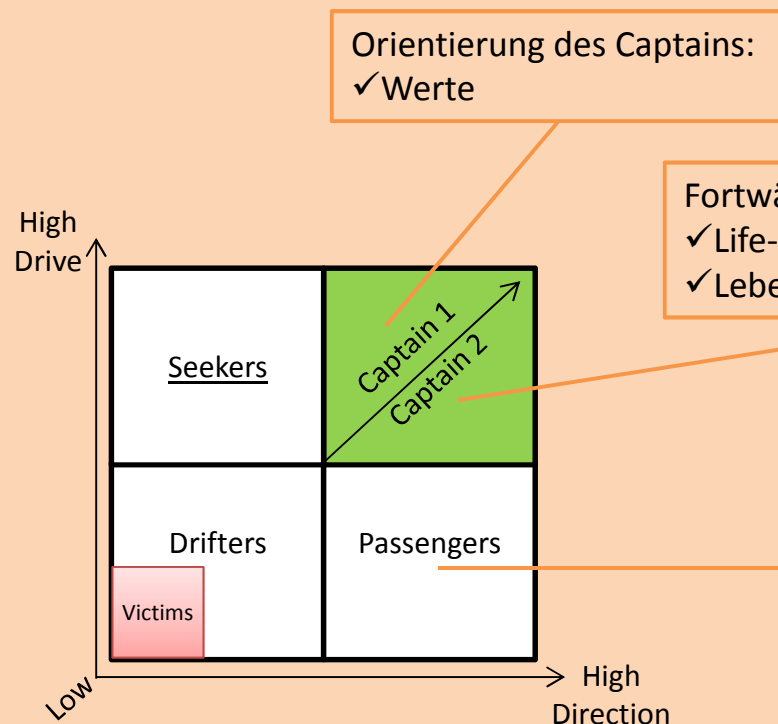 Orientierung des Captains:
✓Werte
Fortwä
✓Life-
✓Lebe
High
Drive
Seekers
Captain 1
Captain 2
Drifters
Passengers
Victims
Low
High
Direction